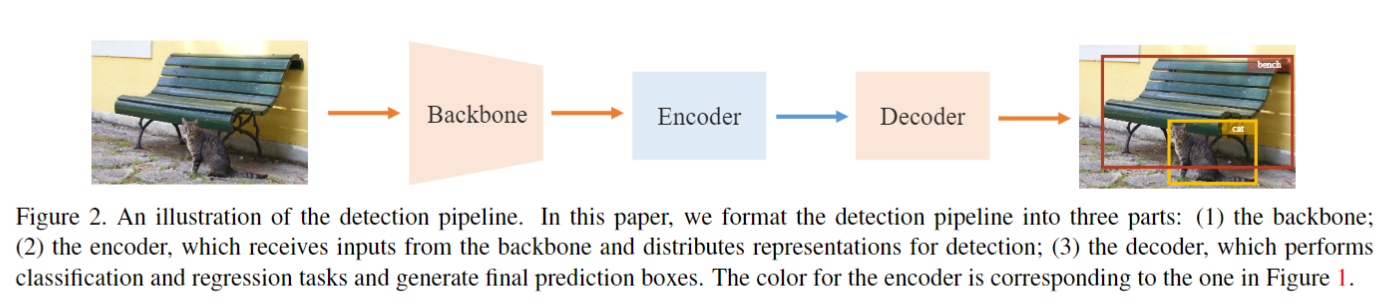 bench
cat
Backbone
Encoder
Decoder
Figure 2. An illustration of the detection pipeline. In this paper, we format the detection pipeline into three parts: (1) the backbone;
(2) the encoder, which receives inputs from the backbone and distributes representations for detection; (3) the decoder, which performs
classification and regression tasks and generate final prediction boxes. The color for the encoder is corresponding to the one in Figure 1.